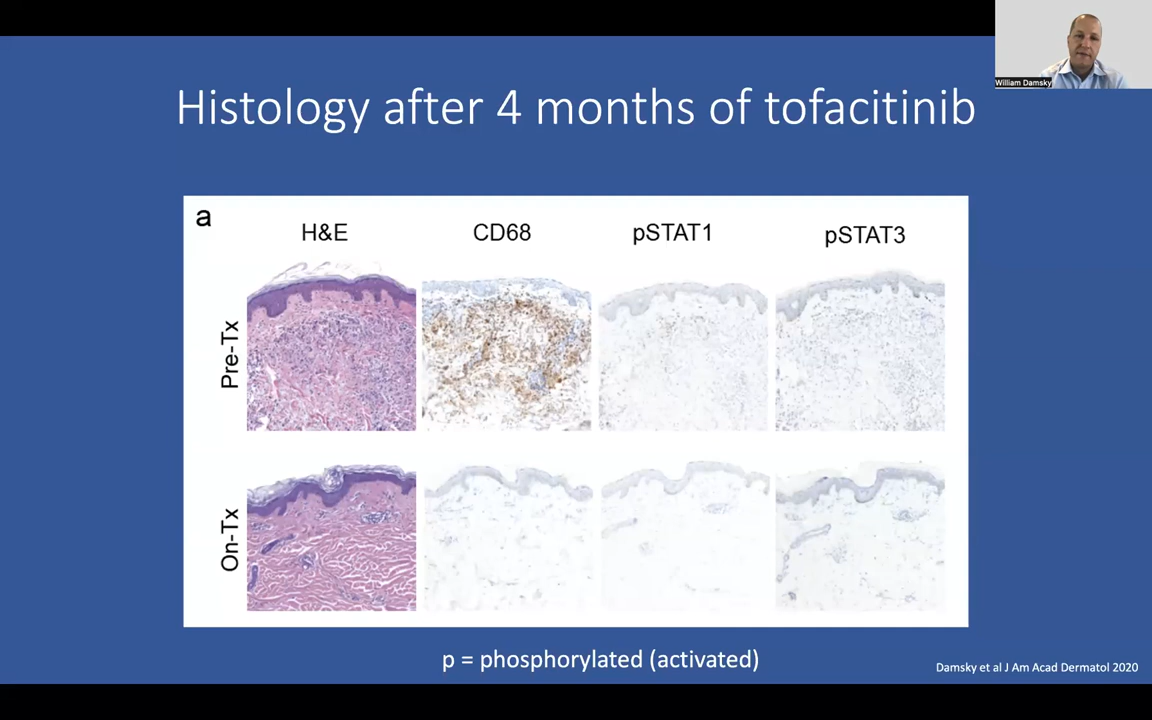 William Damsky
Histology after 4 months of tofacitinib
a
H&E CD68 pSTAT1 pSTAT3
Pre-Tx
On-Tx
p = phosphorylated (activated)
Damsky et al J Am Acad Dermatol 2020